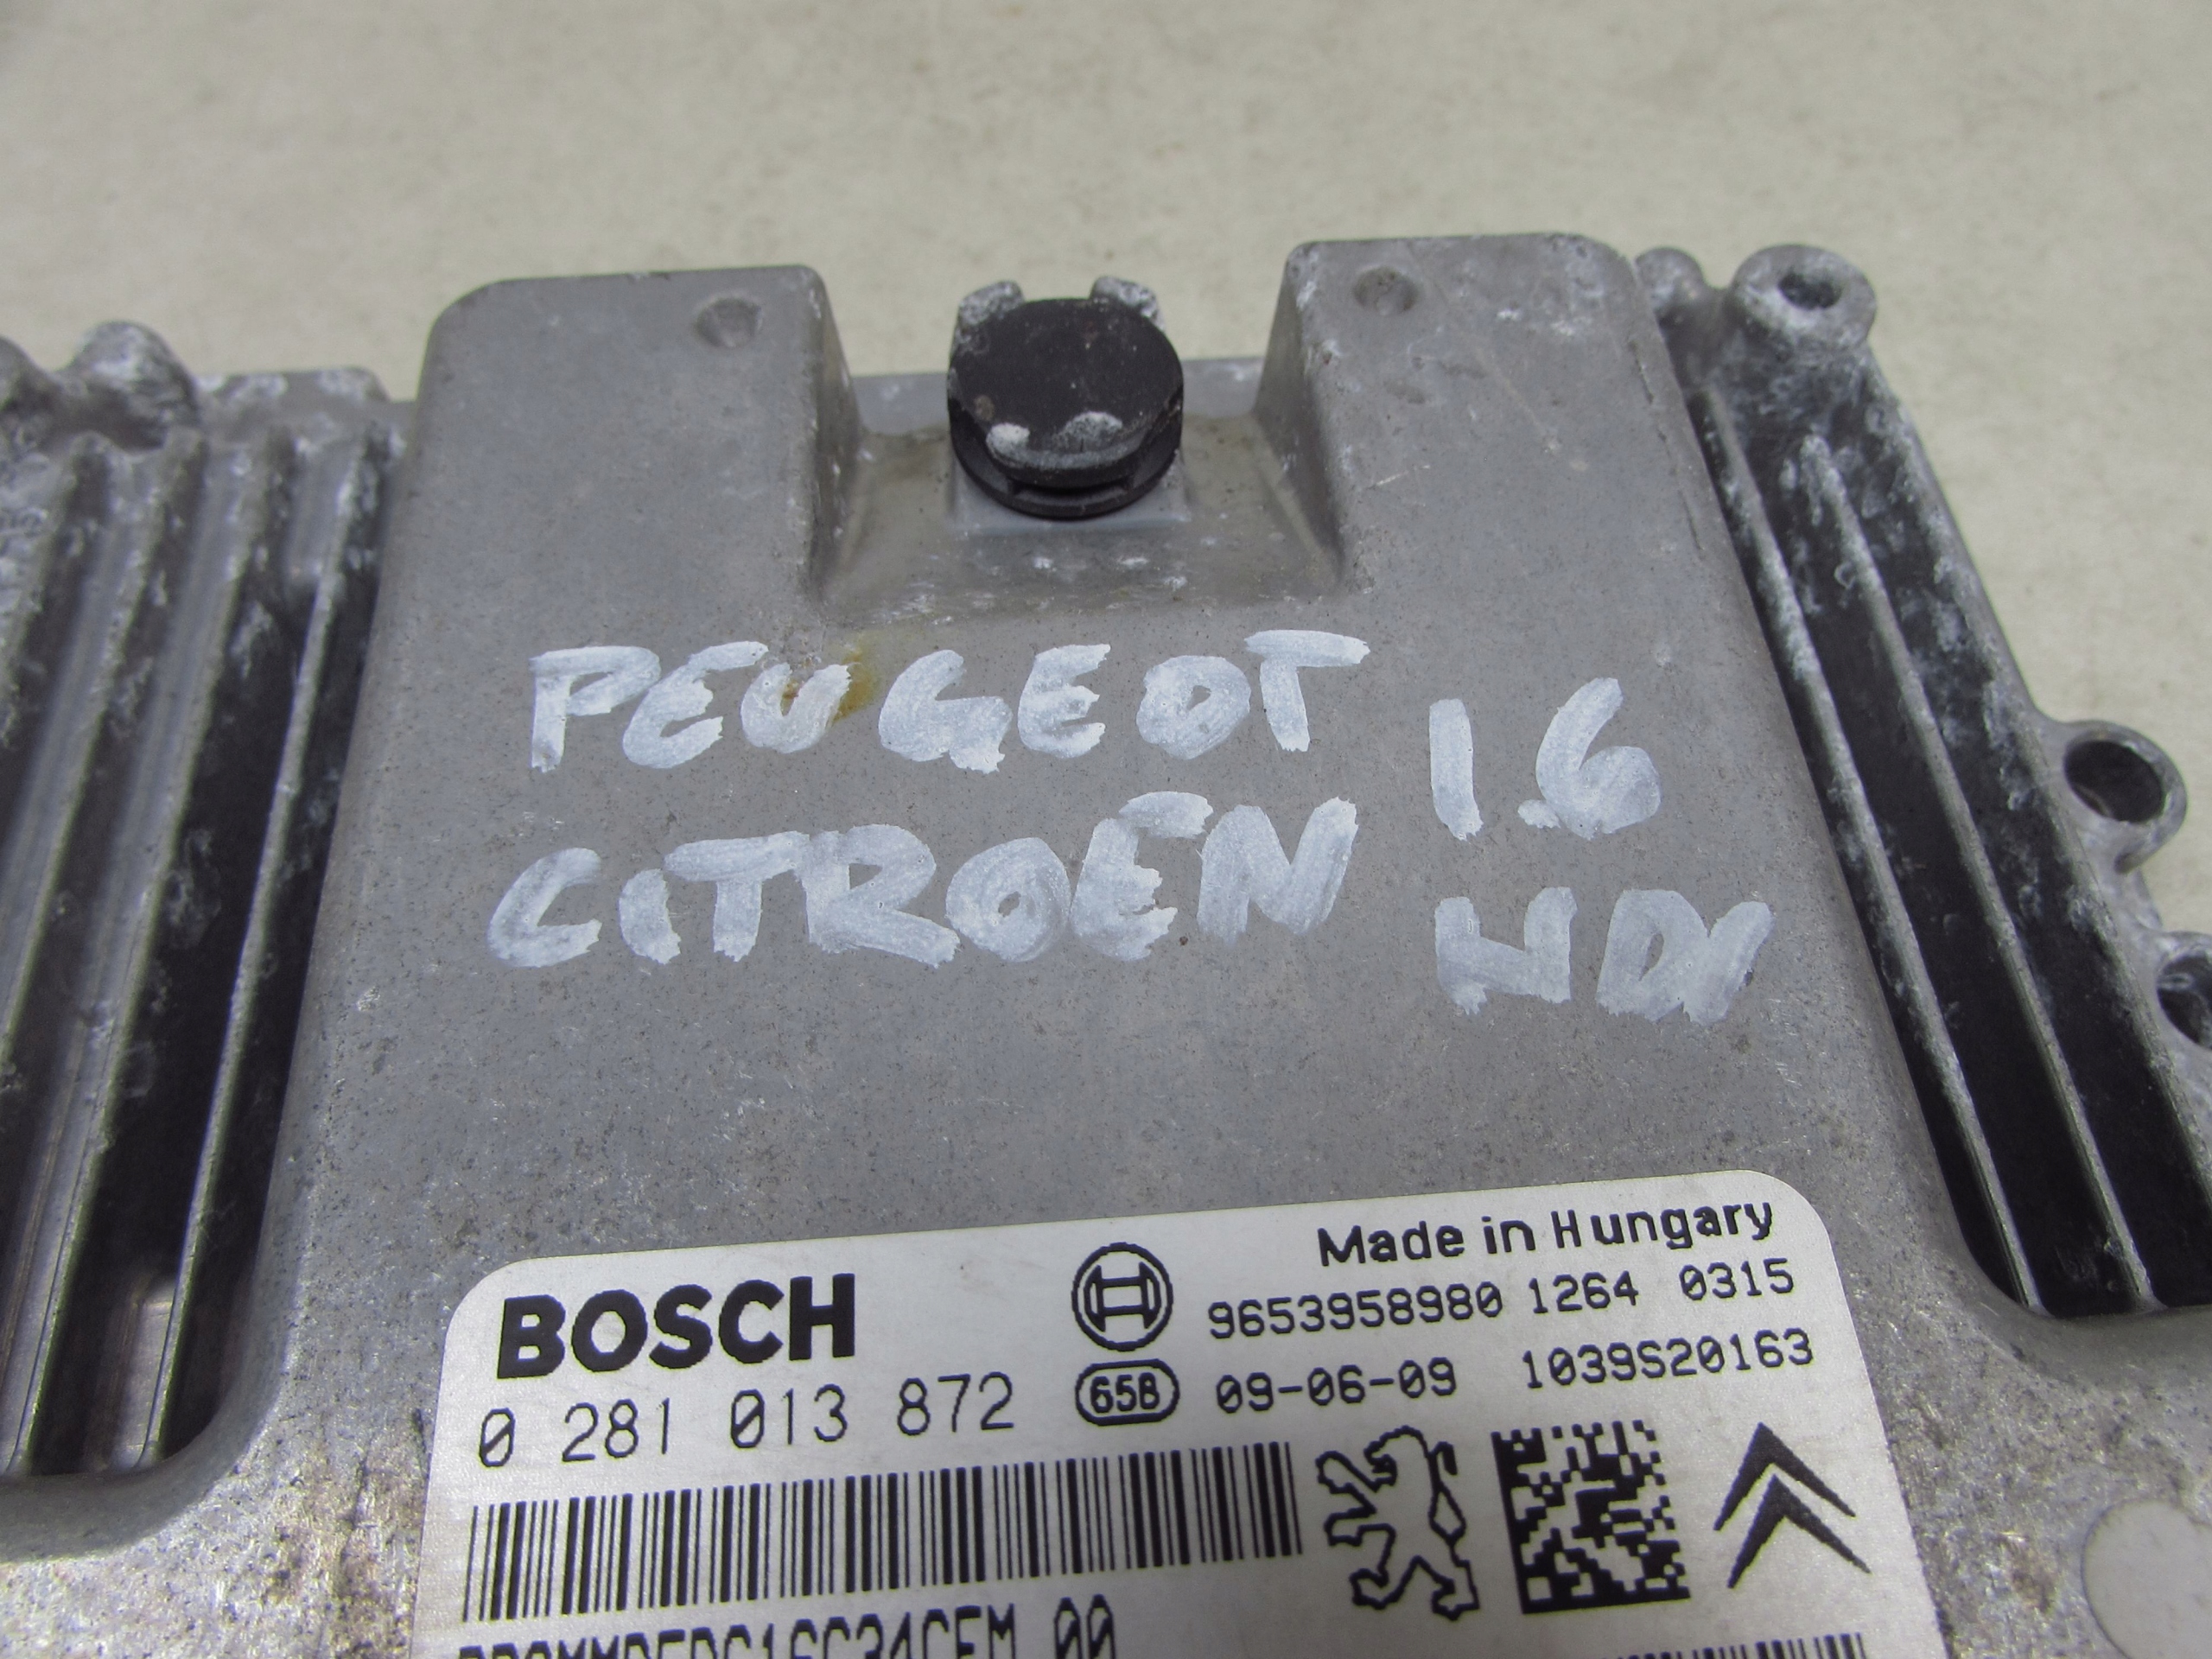 PEUGEOT 1.6
CITROEN HDI
Made in Hungary
BOSCH 9653958980 1264 0315
0 281 013 872 65B 09-06-09 1039S20163